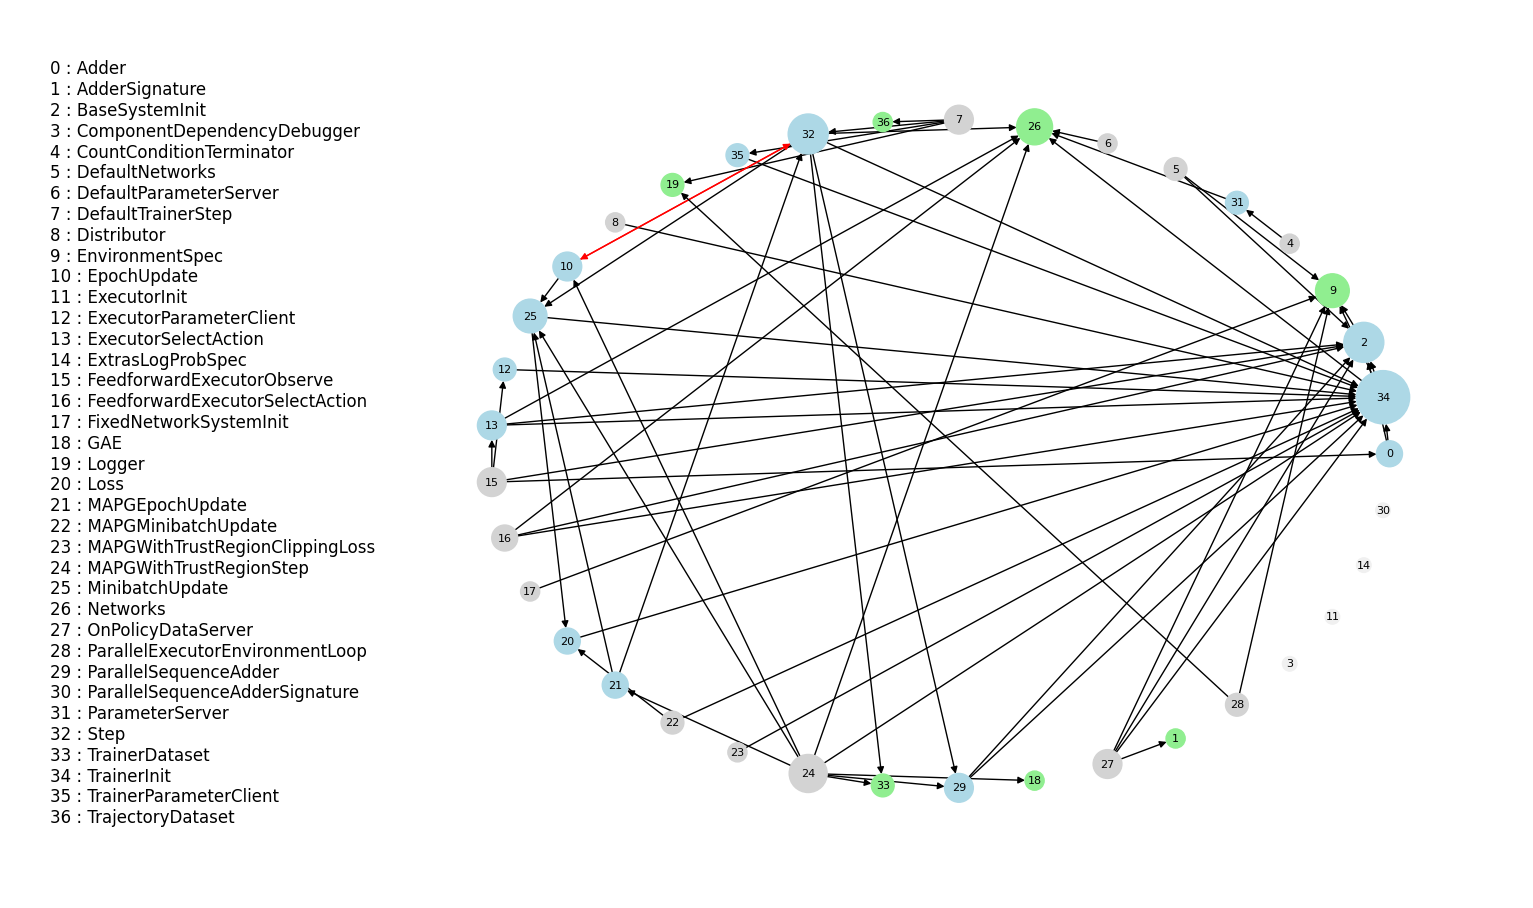 0 : Adder
1 : AdderSignature
2 : BaseSystemInit
3 : ComponentDependencyDebugger
4 : CountConditionTerminator
5 : DefaultNetworks
6 : DefaultParameterServer
7 : DefaultTrainerStep
8 : Distributor
9 : EnvironmentSpec
10 : EpochUpdate
11 : ExecutorInit
12 : ExecutorParameterClient
13 : ExecutorSelectAction
14 : ExtrasLogProbSpec
15 : FeedforwardExecutorObserve
16 : FeedforwardExecutorSelectAction
17 : FixedNetworkSystemInit
18 : GAE
19 : Logger
20 : Loss
21 : MAPGEpochUpdate
22 : MAPGMinibatchUpdate
23 : MAPGWithTrustRegionClippingLoss
24 : MAPGWithTrustRegionStep
25 : MinibatchUpdate
26 : Networks
27 : OnPolicyDataServer
28 : ParallelExecutorEnvironmentLoop
29 : ParallelSequenceAdder
30 : ParallelSequenceAdderSignature
31 : ParameterServer
32 : Step
33 : TrainerDataset
34 : TrainerInit
35 : TrainerParameterClient
36 : TrajectoryDataset
7
36
26
32
6
35
5
19
31
8
4
10
9
25
2
12
34
13
0
15
30
16
14
17
11
20
3
21
28
22
1
23
27
24
18
33
29